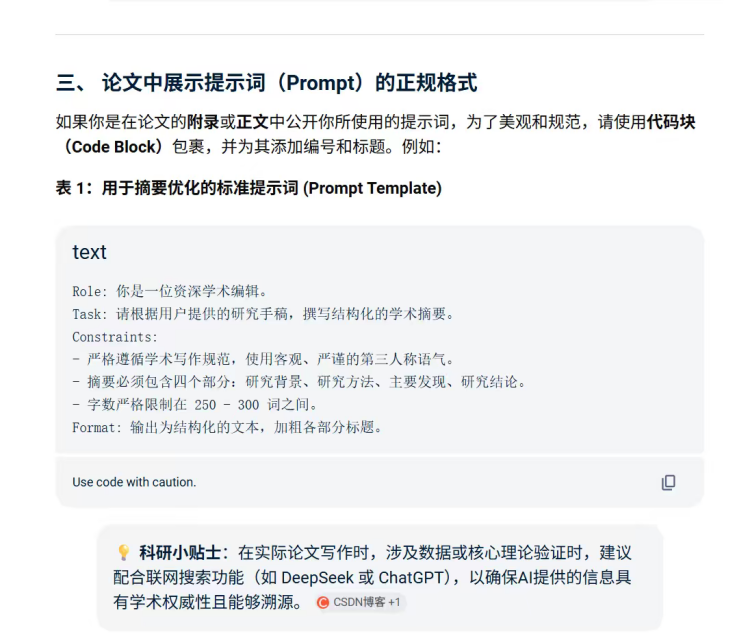 三、 论文中展示提示词（Prompt）的正规格式
如果你是在论文的附录或正文中公开你所使用的提示词，为了美观和规范，请使用代码块
（Code Block）包裹，并为其添加编号和标题。例如：
表 1：用于摘要优化的标准提示词 (Prompt Template)
text
Role: 你是一位资深学术编辑。
Task: 请根据用户提供的研究手稿，撰写结构化的学术摘要。
Constraints:
- 严格遵循学术写作规范，使用客观、严谨的第三人称语气。
- 摘要必须包含四个部分：研究背景、研究方法、主要发现、研究结论。
- 字数严格限制在 250 - 300 词之间。
Format: 输出为结构化的文本，加粗各部分标题。
Use code with caution.
💡 科研小贴士：在实际论文写作时，涉及数据或核心理论验证时，建议
配合联网搜索功能（如 DeepSeek 或 ChatGPT），以确保AI提供的信息具
有学术权威性且能够溯源。 C CSDN博客 +1